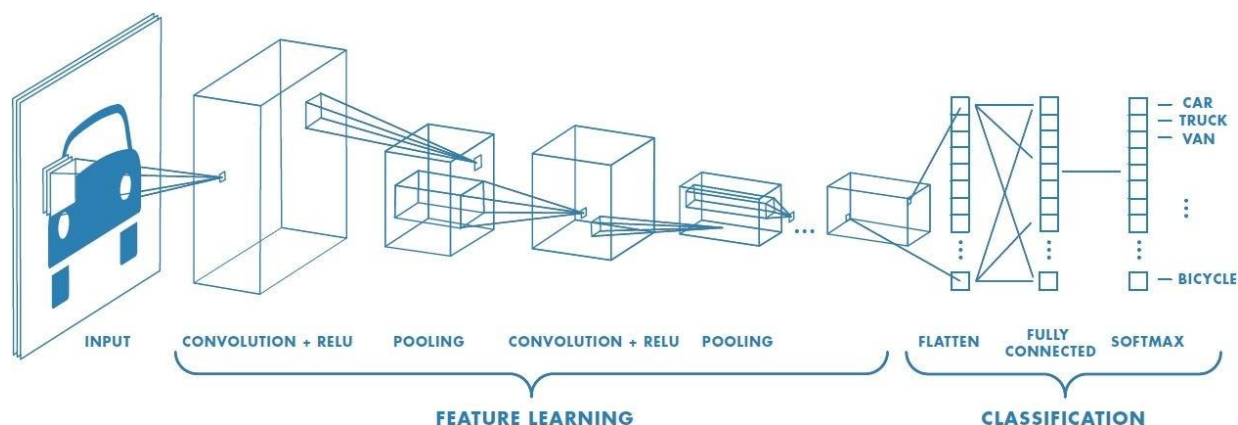 CAR
TRUCK
VAN
BICYCLE
INPUT
CONVOLUTION + RELU
POOLING
CONVOLUTION + RELU
POOLING
FLATTEN
FULLY
CONNECTED
SOFTMAX
FEATURE LEARNING
CLASSIFICATION